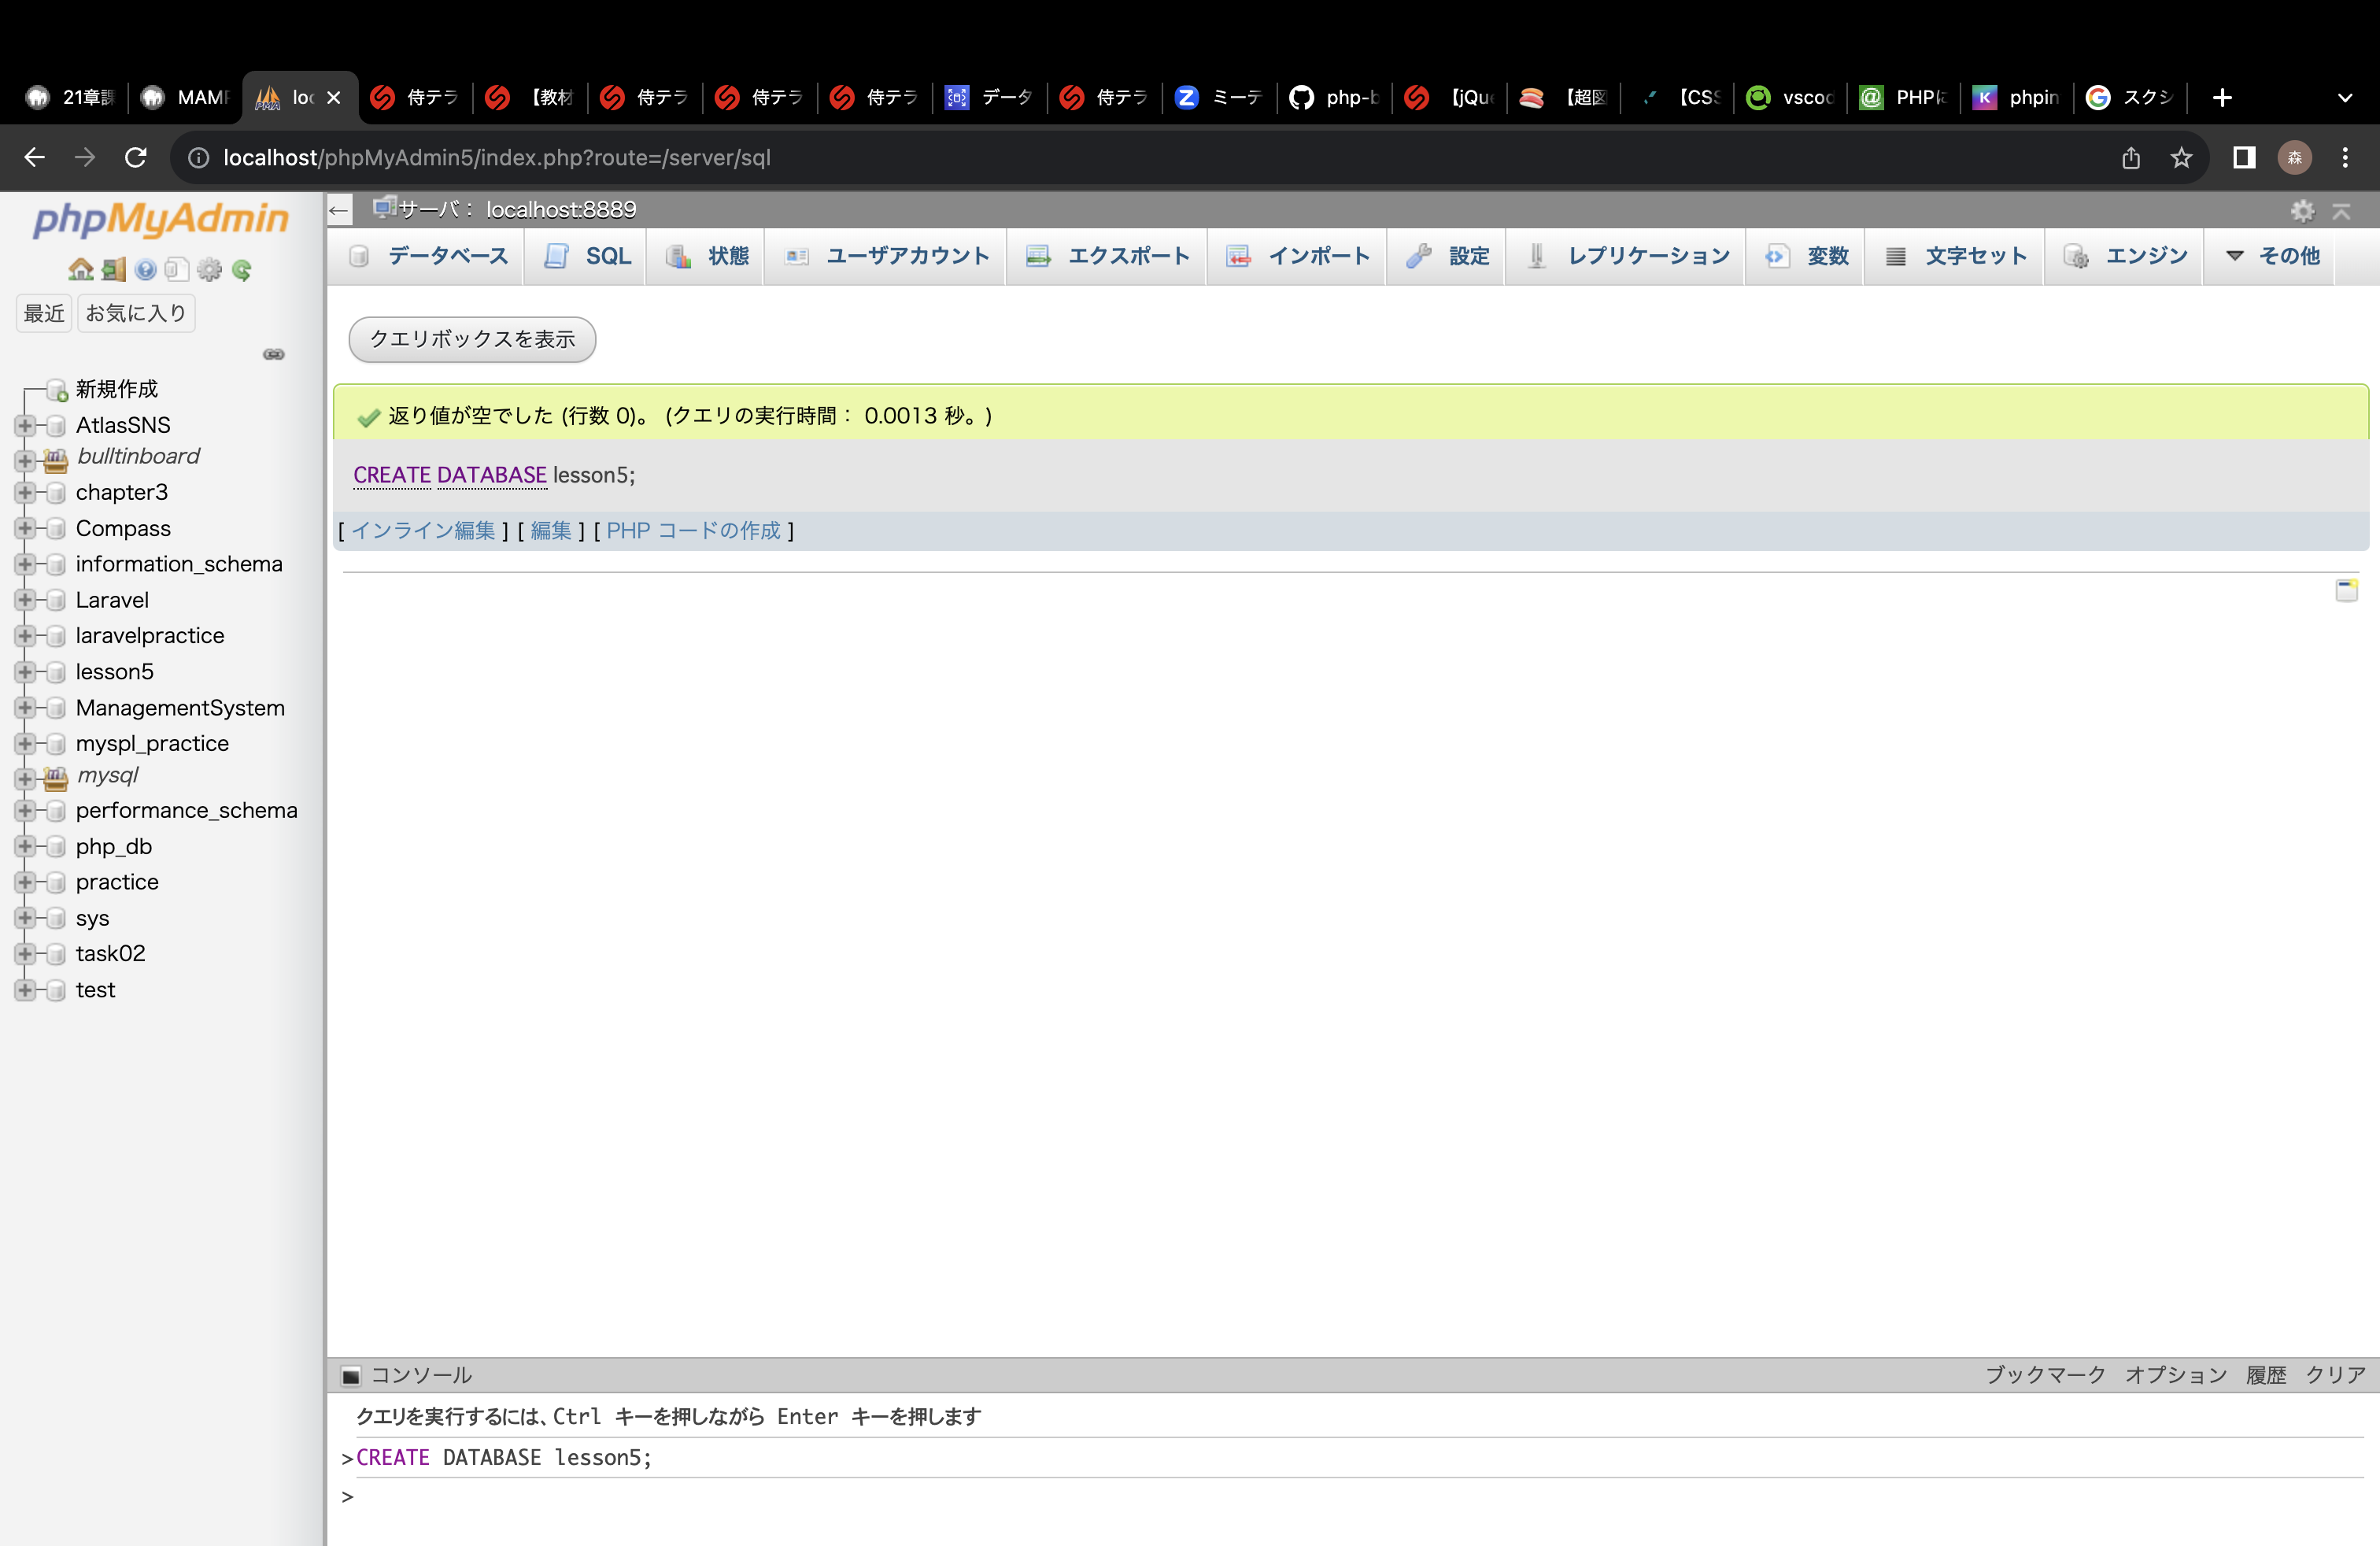 21章課 MAMP loc 侍テラ 【教材 侍テラ 侍テラ 侍テラ データ 侍テラ ミーテ php-b 【jQue 【超図 【CSS vscod PHPに phpin スクシ
localhost/phpMyAdmin5/index.php?route=/server/sql 森
phpMyAdmin
最近 お気に入り
新規作成
AtlasSNS
bulltinboard
chapter3
Compass
information_schema
Laravel
laravelpractice
lesson5
ManagementSystem
myspl_practice
mysql
performance_schema
php_db
practice
sys
task02
test
サーバ： localhost:8889
データベース SQL 状態 ユーザアカウント エクスポート インポート 設定 レプリケーション 変数 文字セット エンジン その他
クエリボックスを表示
返り値が空でした (行数 0)。 (クエリの実行時間： 0.0013 秒。)
CREATE DATABASE lesson5;
[ インライン編集 ] [ 編集 ] [ PHP コードの作成 ]
コンソール ブックマーク オプション 履歴 クリア
クエリを実行するには、Ctrl キーを押しながら Enter キーを押します
>CREATE DATABASE lesson5;
>